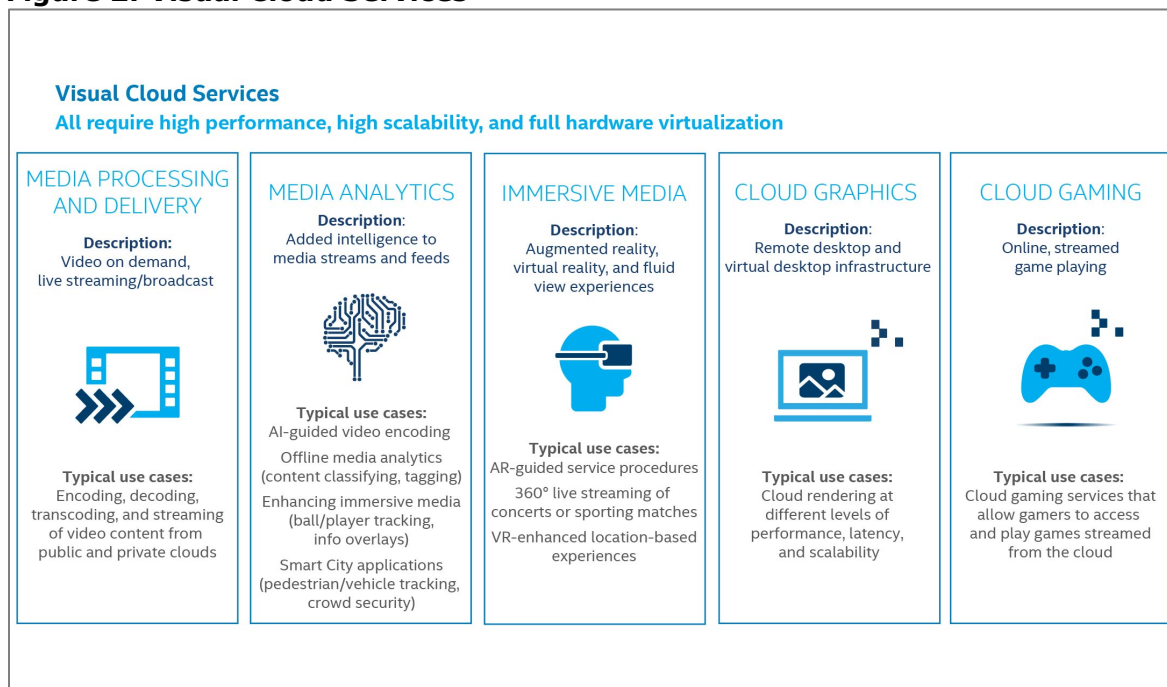 Visual Cloud Services
All require high performance, high scalability, and full hardware virtualization
MEDIA PROCESSING
AND DELIVERY
Description:
Video on demand,
live streaming/broadcast
Typical use cases:
Encoding, decoding,
transcoding, and streaming
of video content from
public and private clouds
MEDIA ANALYTICS
Description:
Added intelligence to
media streams and feeds
Typical use cases:
AI-guided video encoding
Offline media analytics
(content classifying, tagging)
Enhancing immersive media
(ball/player tracking,
info overlays)
Smart City applications
(pedestrian/vehicle tracking,
crowd security)
IMMERSIVE MEDIA
Description:
Augmented reality,
virtual reality, and fluid
view experiences
Typical use cases:
AR-guided service procedures
360° live streaming of
concerts or sporting matches
VR-enhanced location-based
experiences
CLOUD GRAPHICS
Description:
Remote desktop and
virtual desktop infrastructure
Typical use cases:
Cloud rendering at
different levels of
performance, latency,
and scalability
CLOUD GAMING
Description:
Online, streamed
game playing
Typical use cases:
Cloud gaming services that
allow gamers to access
and play games streamed
from the cloud